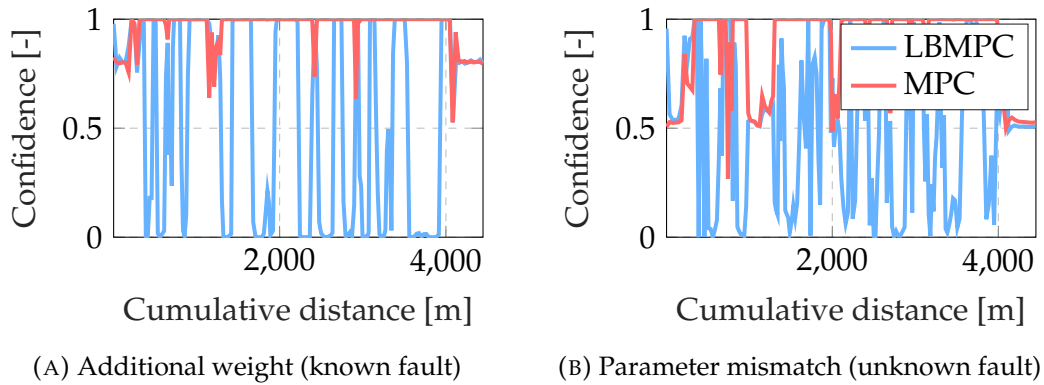 1
0.5
0
Confidence [-]
2,000
4,000
Cumulative distance [m]
(A) Additional weight (known fault)
1
0.5
0
Confidence [-]
LBMPC
MPC
2,000
4,000
Cumulative distance [m]
(B) Parameter mismatch (unknown fault)